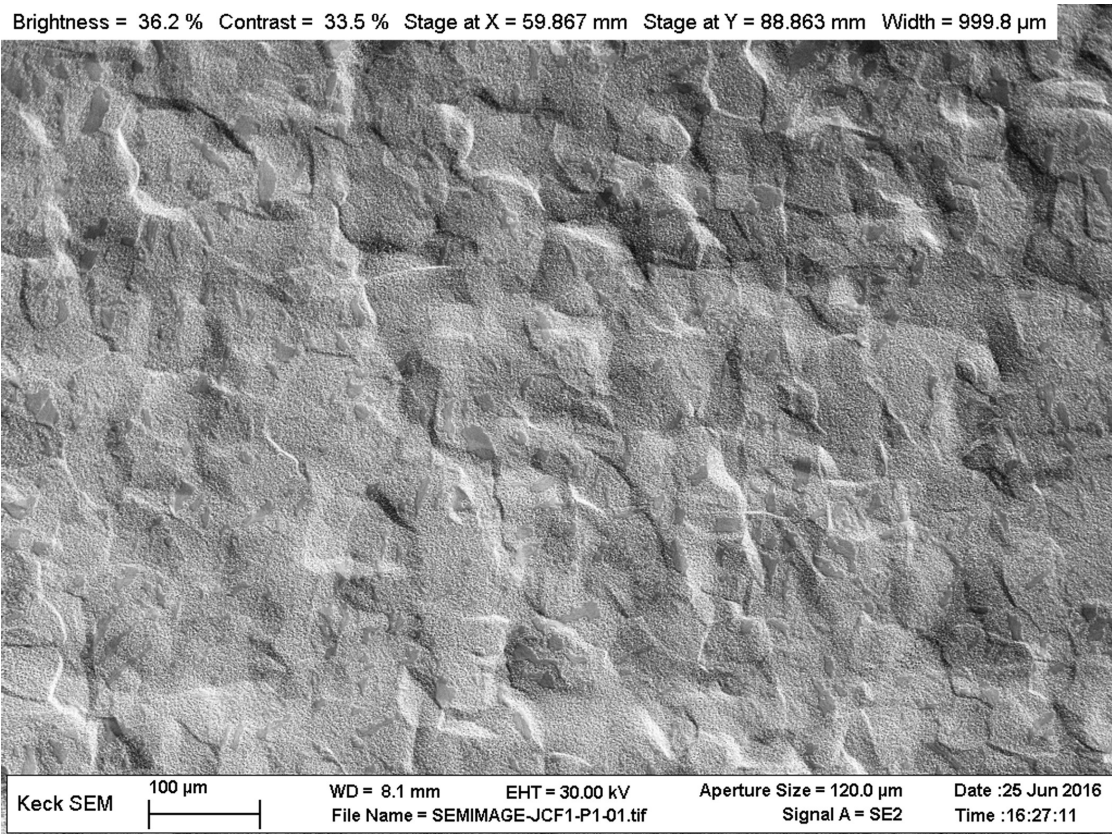 Brightness = 36.2 %   Contrast = 33.5 %   Stage at X = 59.867 mm   Stage at Y = 88.863 mm   Width = 999.8 µm
Keck SEM
100 µm
WD = 8.1 mm   EHT = 30.00 kV   Aperture Size = 120.0 µm   Date :25 Jun 2016
File Name = SEMIMAGE-JCF1-P1-01.tif   Signal A = SE2   Time :16:27:11